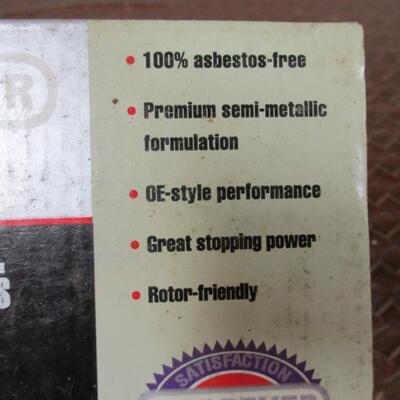 R
• 100% asbestos-free
• Premium semi-metallic
formulation
• OE-style performance
• Great stopping power
• Rotor-friendly
S
SATISFACTION